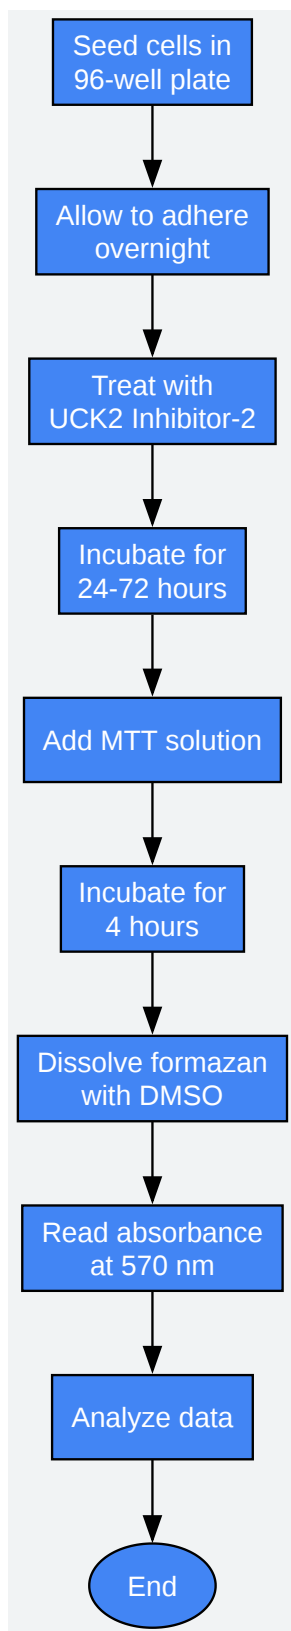 Seed cells in
96-well plate
Allow to adhere
overnight
Treat with
UCK2 Inhibitor-2
Incubate for
24-72 hours
Add MTT solution
Incubate for
4 hours
Dissolve formazan
with DMSO
Read absorbance
at 570 nm
Analyze data
End